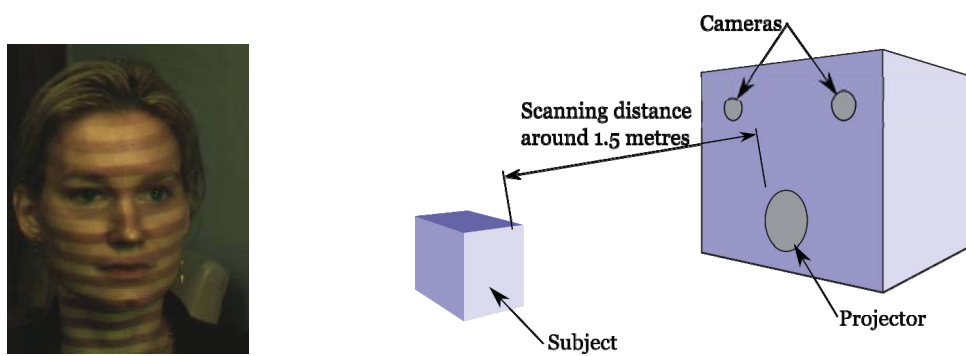 Cameras
Scanning distance
around 1.5 metres
Subject
Projector